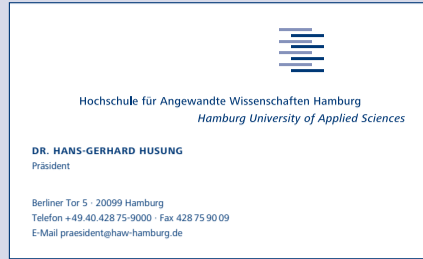 Hochschule für Angewandte Wissenschaften Hamburg
Hamburg University of Applied Sciences
DR. HANS-GERHARD HUSUNG
Präsident
Berliner Tor 5 · 20099 Hamburg
Telefon +49.40.428 75-9000 · Fax 428 75 90 09
E-Mail praesident@haw-hamburg.de